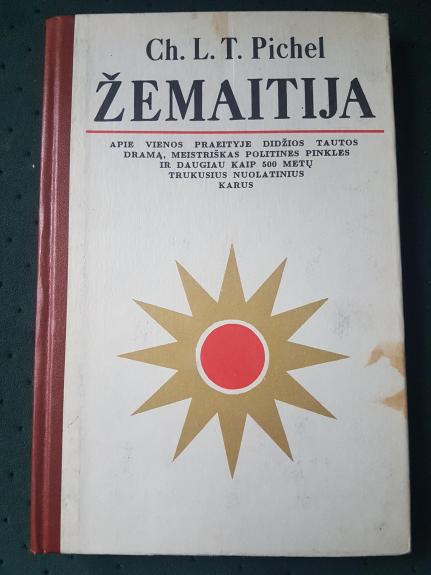 Ch. L. T. Pichel
ŽEMAITIJA
APIE VIENOS PRAEITYJE DIDŽIOS TAUTOS
DRAMĄ, MEISTRIŠKAS POLITINES PINKLES
IR DAUGIAU KAIP 500 METŲ
TRUKUSIUS NUOLATINIUS
KARUS